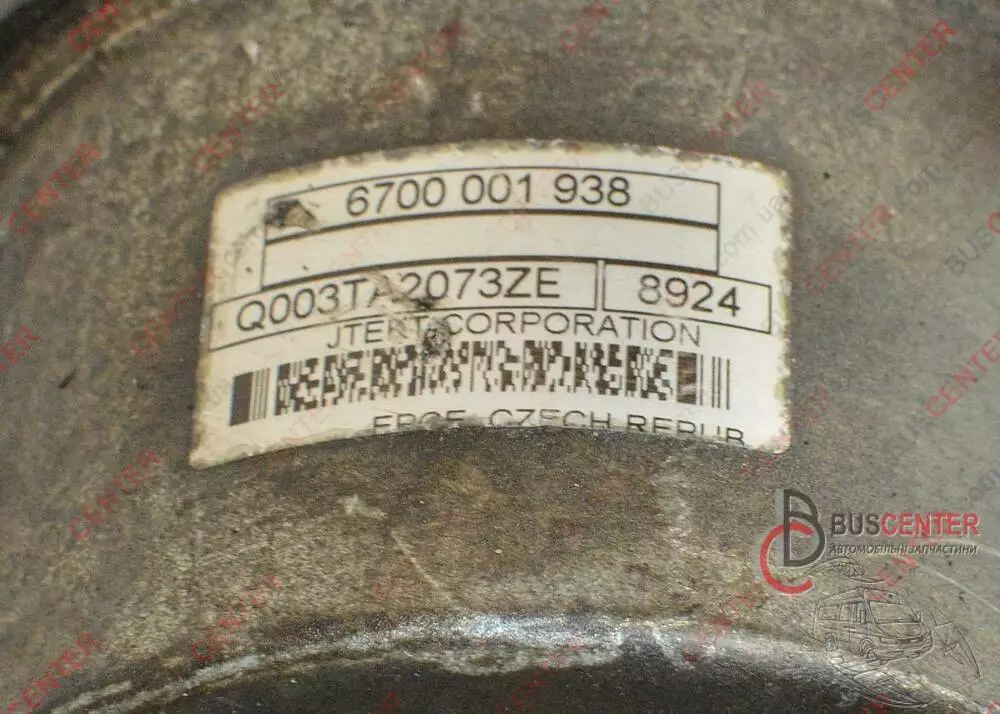 6700 001 938
Q003TA2073ZE 8924
JTEKT CORPORATION
CZECH REPUB
BUSCENTER
АВТОМОБІЛЬНІ ЗАПЧАСТИНИ